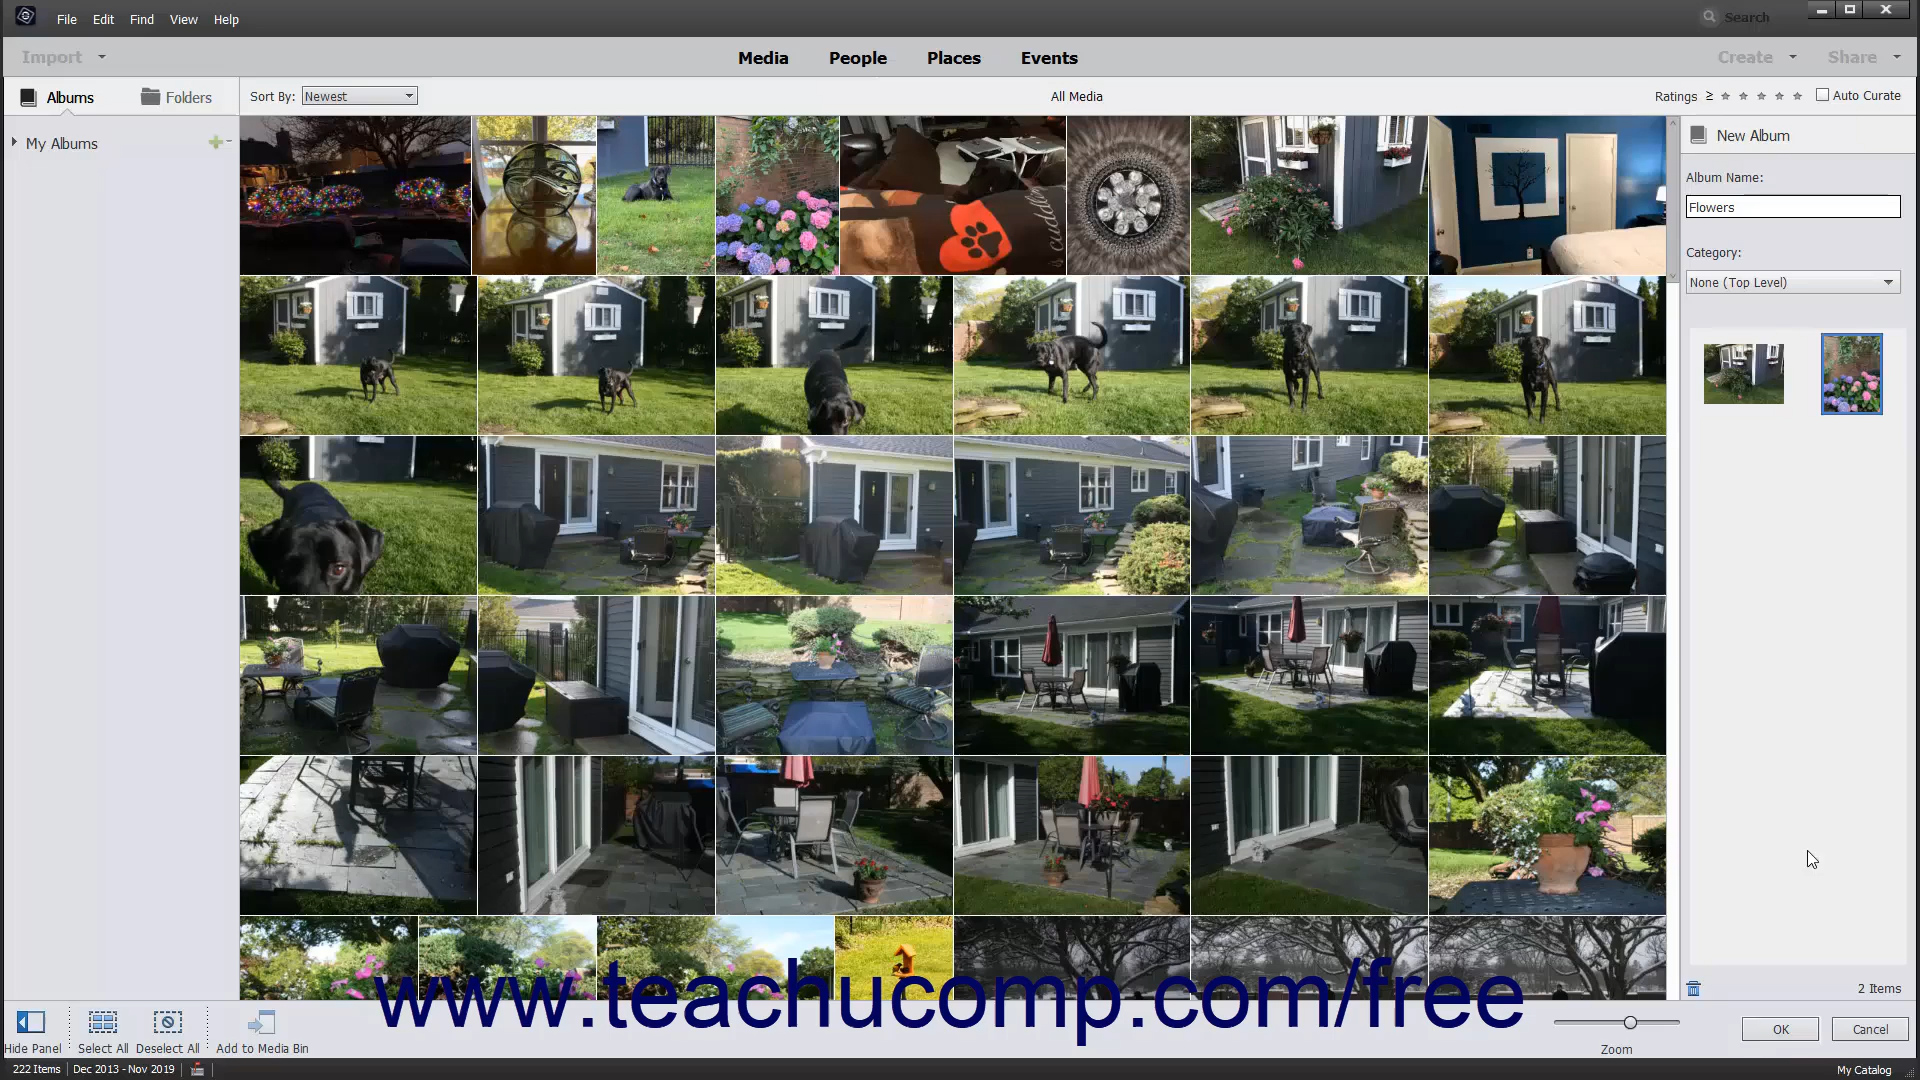 File Edit Find View Help
Search
Import
Media People Places Events
Create Share
Albums Folders
Sort By: Newest
All Media
Ratings ≥ Auto Curate
My Albums
New Album
Album Name:
Flowers
Category:
None (Top Level)
2 Items
www.teachucomp.com/free
Hide Panel Select All Deselect All Add to Media Bin
Zoom
OK Cancel
222 Items Dec 2013 - Nov 2019
My Catalog